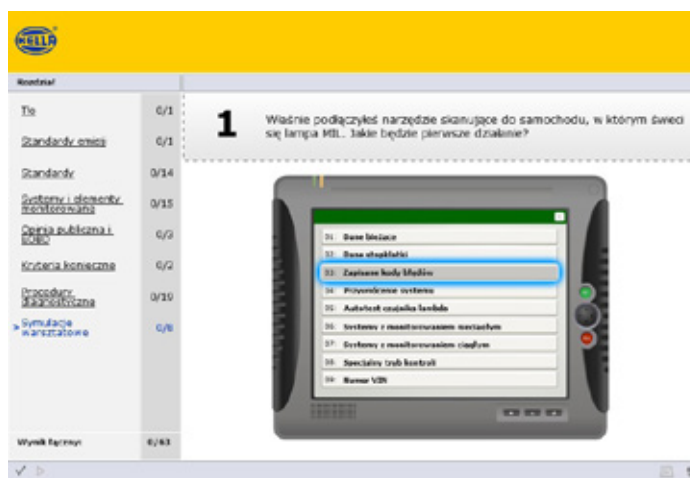 HELLA
Rozdział
Tło 0/1
Standardy emisji 0/1
Standardy 0/14
Systemy i elementy
monitorowane 0/15
Opinia publiczna i
EOBD 0/3
Kryteria konieczne 0/2
Procedury
diagnostyczne 0/19
» Symulacje
warsztatowe 0/8
Wynik łączny: 0/63
1
Właśnie podłączyłeś narzędzie skanujące do samochodu, w którym świeci
się lampa MIL. Jakie będzie pierwsze działanie?
01: Dane bieżące
02: Dane stopklatki
03: Zapisane kody błędów
04: Przywrócenie systemu
05: Autotest czujnika lambda
06: Systemy z monitorowaniem nieciągłym
07: Systemy z monitorowaniem ciągłym
08: Specjalny tryb kontroli
09: Numer VIN